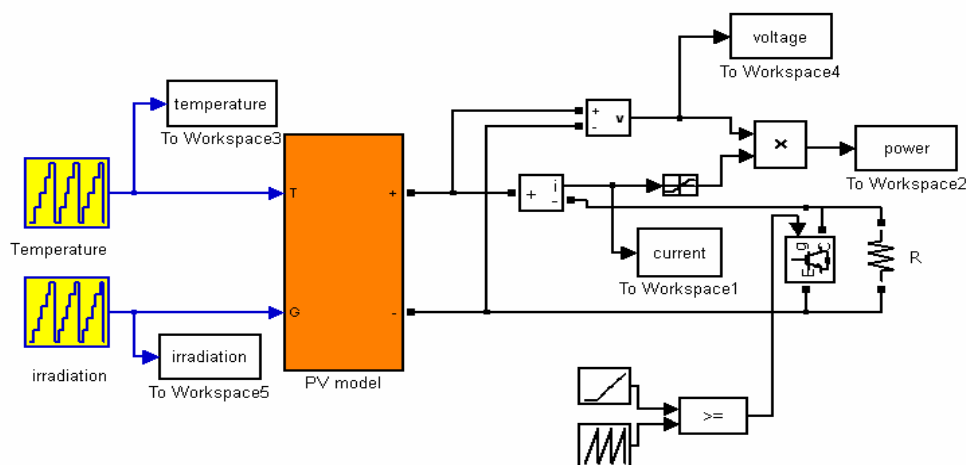 voltage
To Workspace4
temperature
To Workspace3
+
-
v
×
power
To Workspace2
T
+
+
i
-
Temperature
current
To Workspace1
g
C
E
R
G
-
irradiation
irradiation
To Workspace5
PV model
>=